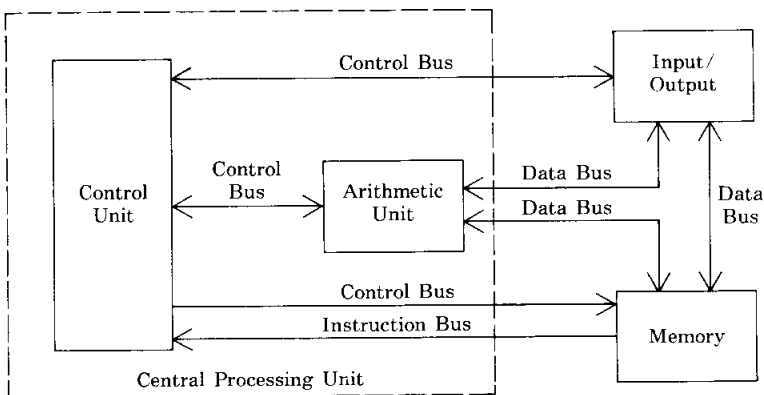 Control Bus
Input/
Output
Control
Unit
Control
Bus
Arithmetic
Unit
Data Bus
Data Bus
Data
Bus
Control Bus
Instruction Bus
Memory
Central Processing Unit